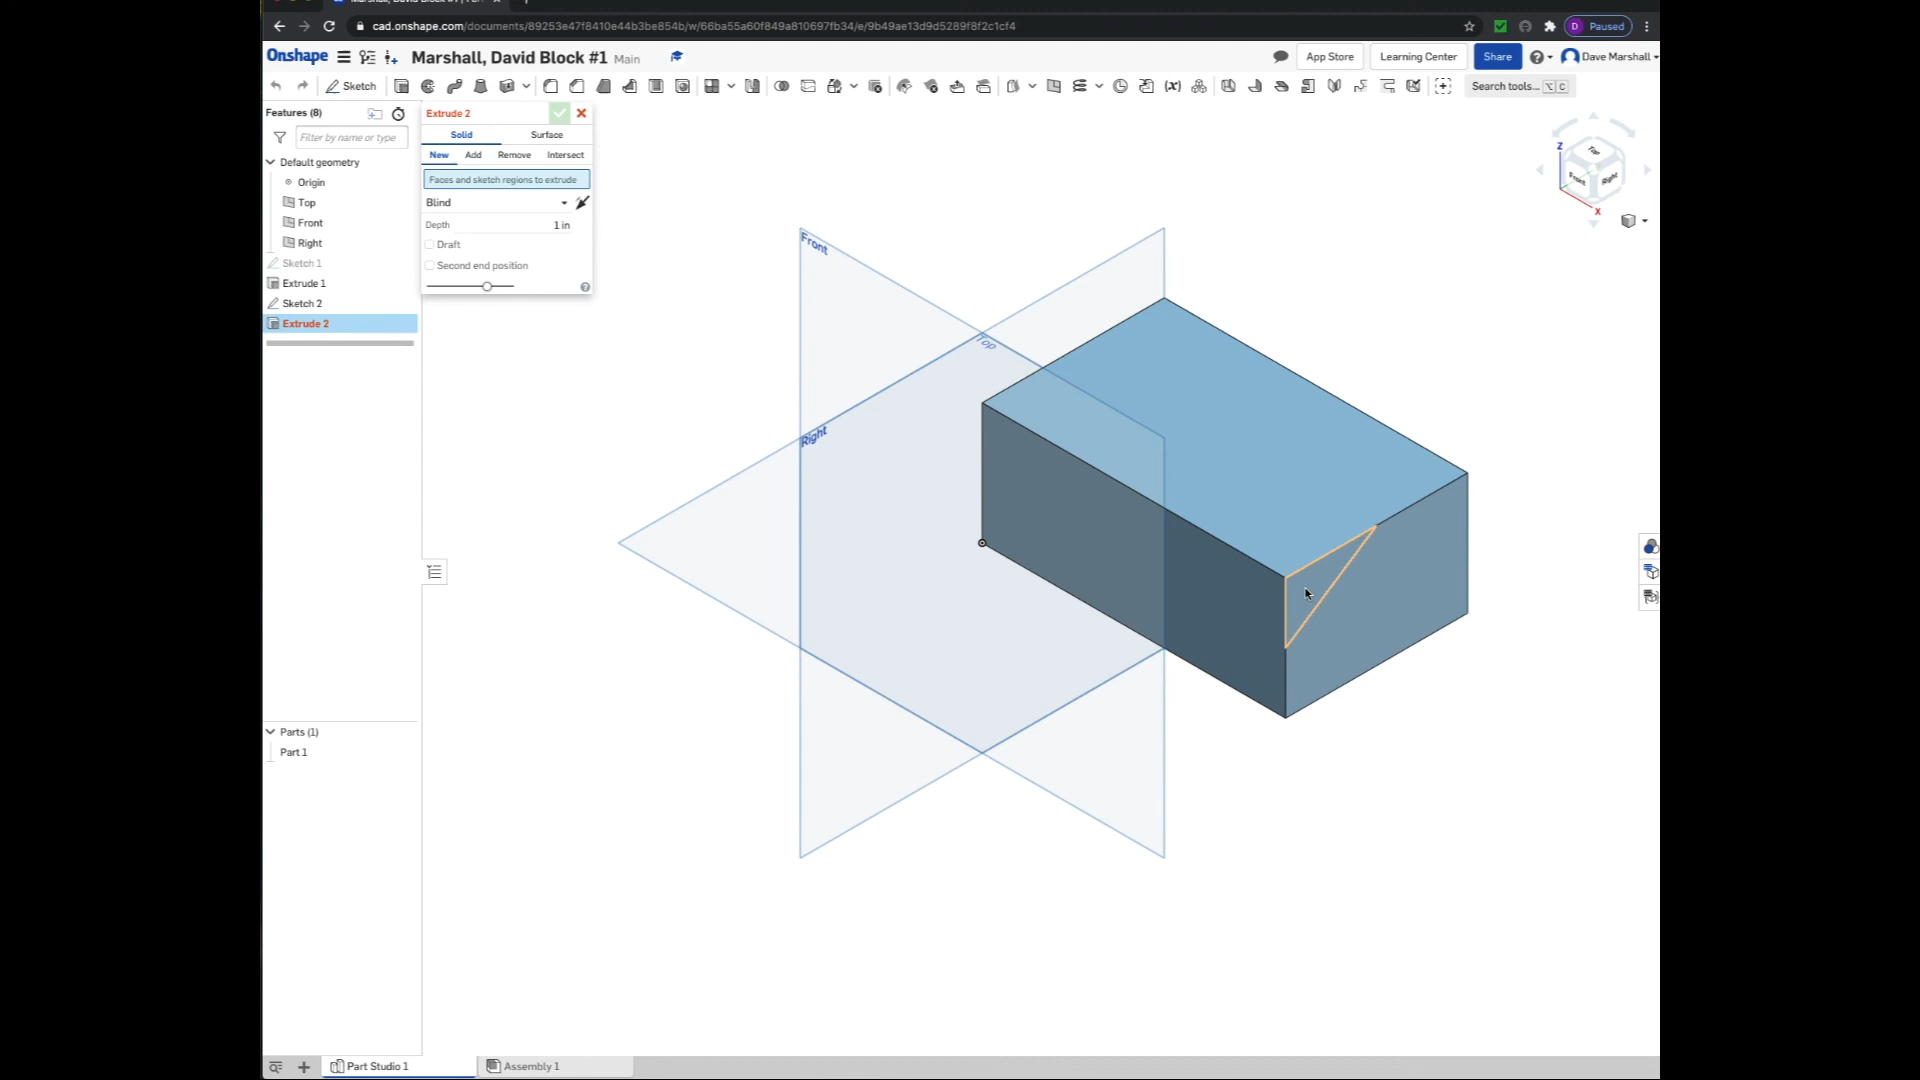 cad.onshape.com/documents/89253e47f8410e44b3be854b/w/66ba55a60f849a810697fb34/e/9b49ae13d9d5289f8f2c1cf4
D Paused
Onshape Marshall, David Block #1 Main
App Store
Learning Center
Share
Dave Marshall
Sketch
Search tools... ⌥ C
Features (8)
Filter by name or type
Default geometry
Origin
Top
Front
Right
Sketch 1
Extrude 1
Sketch 2
Extrude 2
Extrude 2
Solid Surface
New Add Remove Intersect
Faces and sketch regions to extrude
Blind
Depth 1 in
Draft
Second end position
Front
Top
Right
Z
Top
Front
Right
X
Parts (1)
Part 1
Part Studio 1
Assembly 1